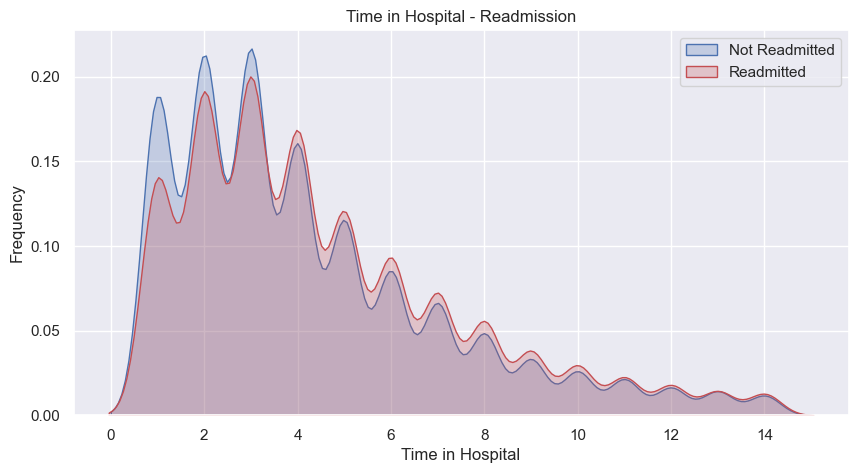 Time in Hospital - Readmission
Not Readmitted
Readmitted
Frequency
0.20
0.15
0.10
0.05
0.00
0 2 4 6 8 10 12 14
Time in Hospital